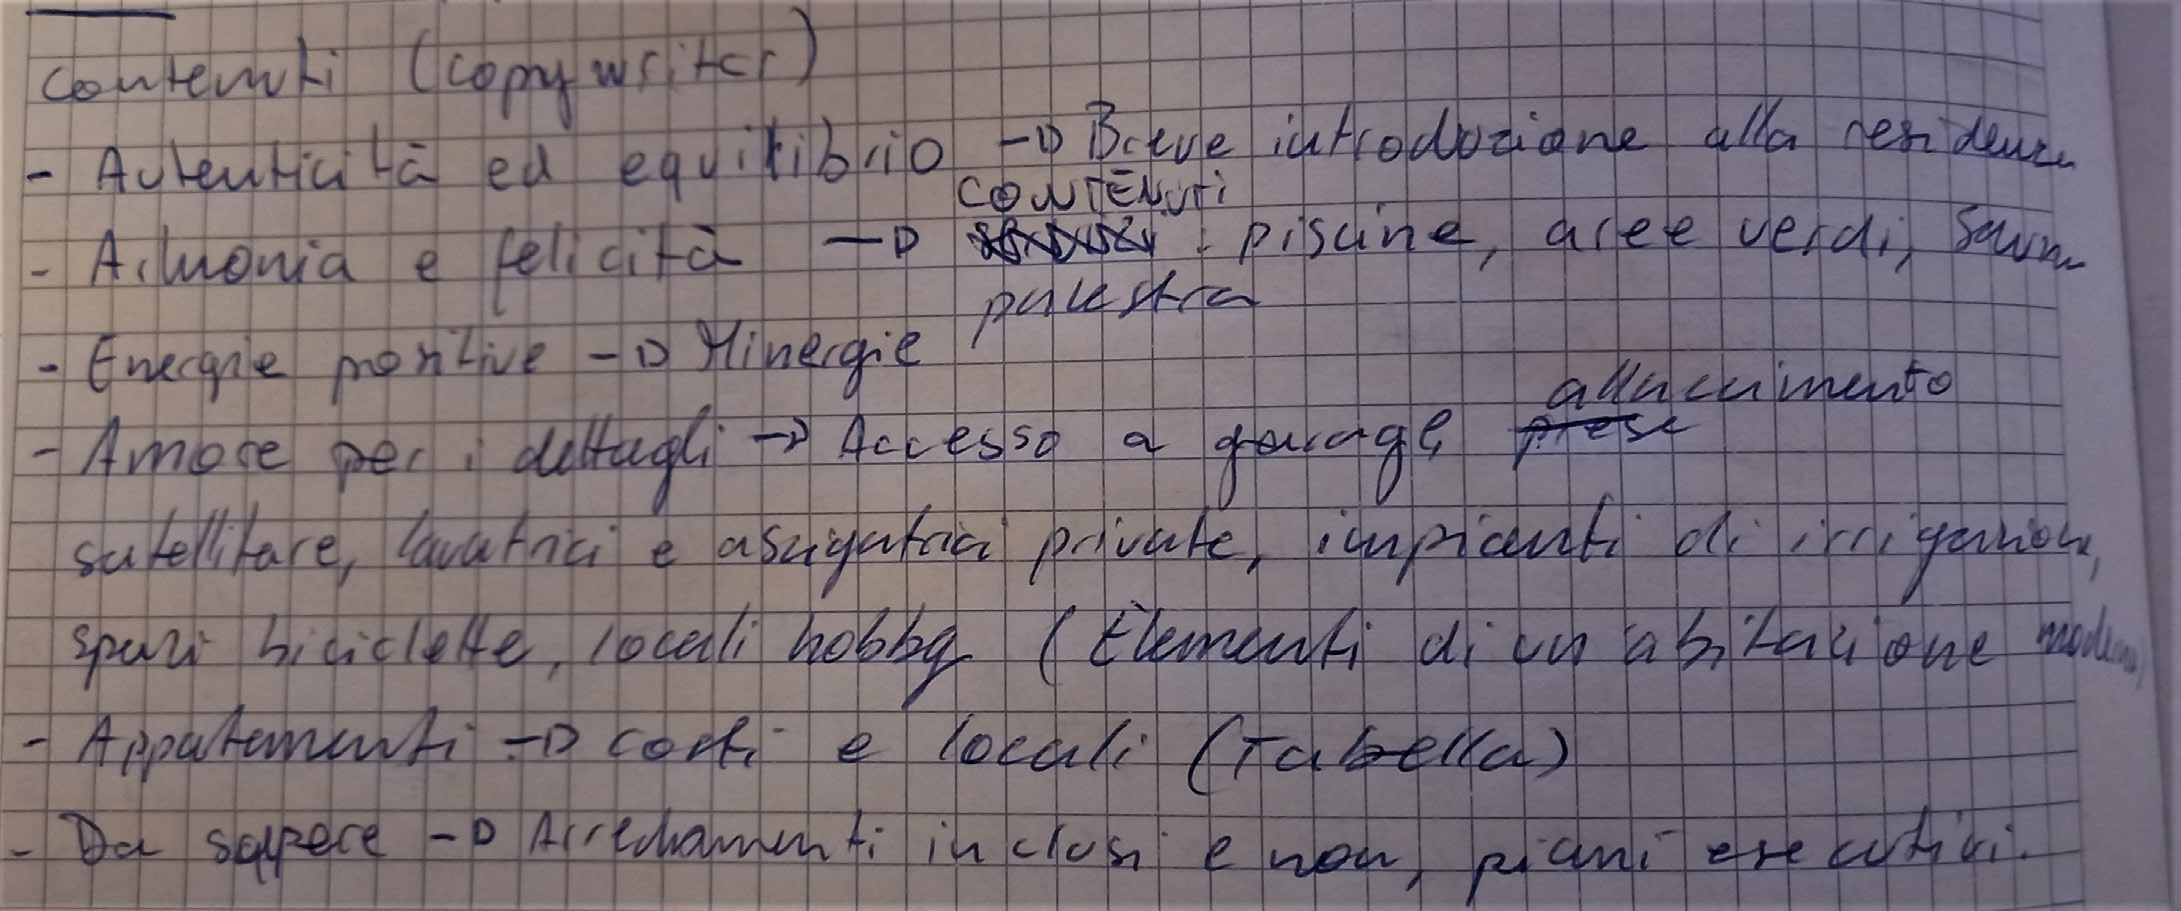 Contenuti (copywriter)
- Autenticità ed equilibrio → Breve introduzione alla residenza
CONTENUTI
- Armonia e felicità → : piscine, aree verdi, sauna
palestra
- Energie positive → Minergie
allacciamento
- Amore per i dettagli → Accesso a garage, prese
satellitare, lavatrici e asciugatrici private, impianti di irrigazione,
spazi biciclette, locali hobby (Elementi di un'abitazione moderna)
- Appatementi → costi e locali (Tabella)
- Da sapere → Arredamenti inclusi e non, piani esecutivi.